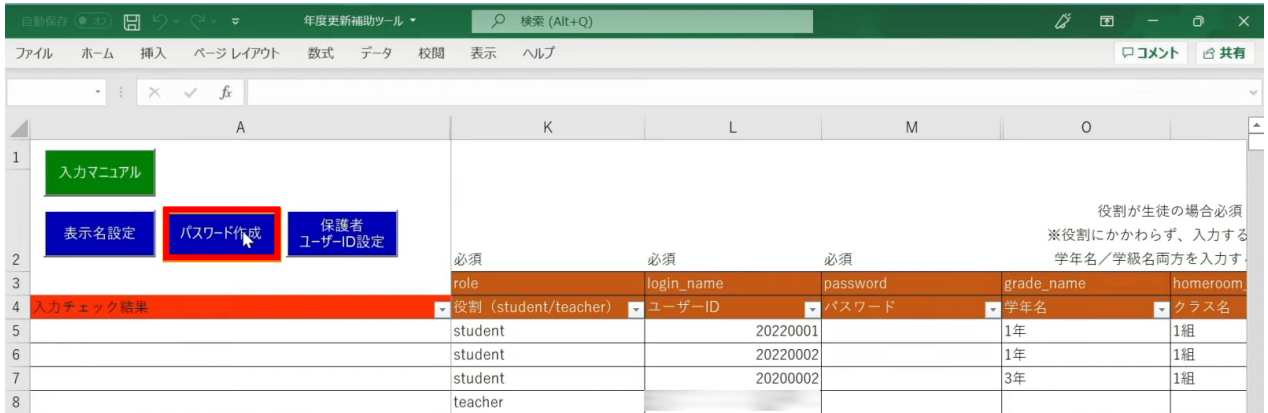 自動保存 オフ 年度更新補助ツール 検索 (Alt+Q)
ファイル ホーム 挿入 ページ レイアウト 数式 データ 校閲 表示 ヘルプ コメント 共有
fx
A K L M O
1
入力マニュアル
役割が生徒の場合必須
表示名設定 パスワード作成 保護者
ユーザーID設定
※役割にかかわらず、入力する
2 必須 必須 必須 学年名／学級名両方を入力す
3 role login_name password grade_name homeroom_
4 入力チェック結果 役割（student/teacher） ユーザーID パスワード 学年名 クラス名
5 student 20220001 1年 1組
6 student 20220002 1年 1組
7 student 20200002 3年 1組
8 teacher